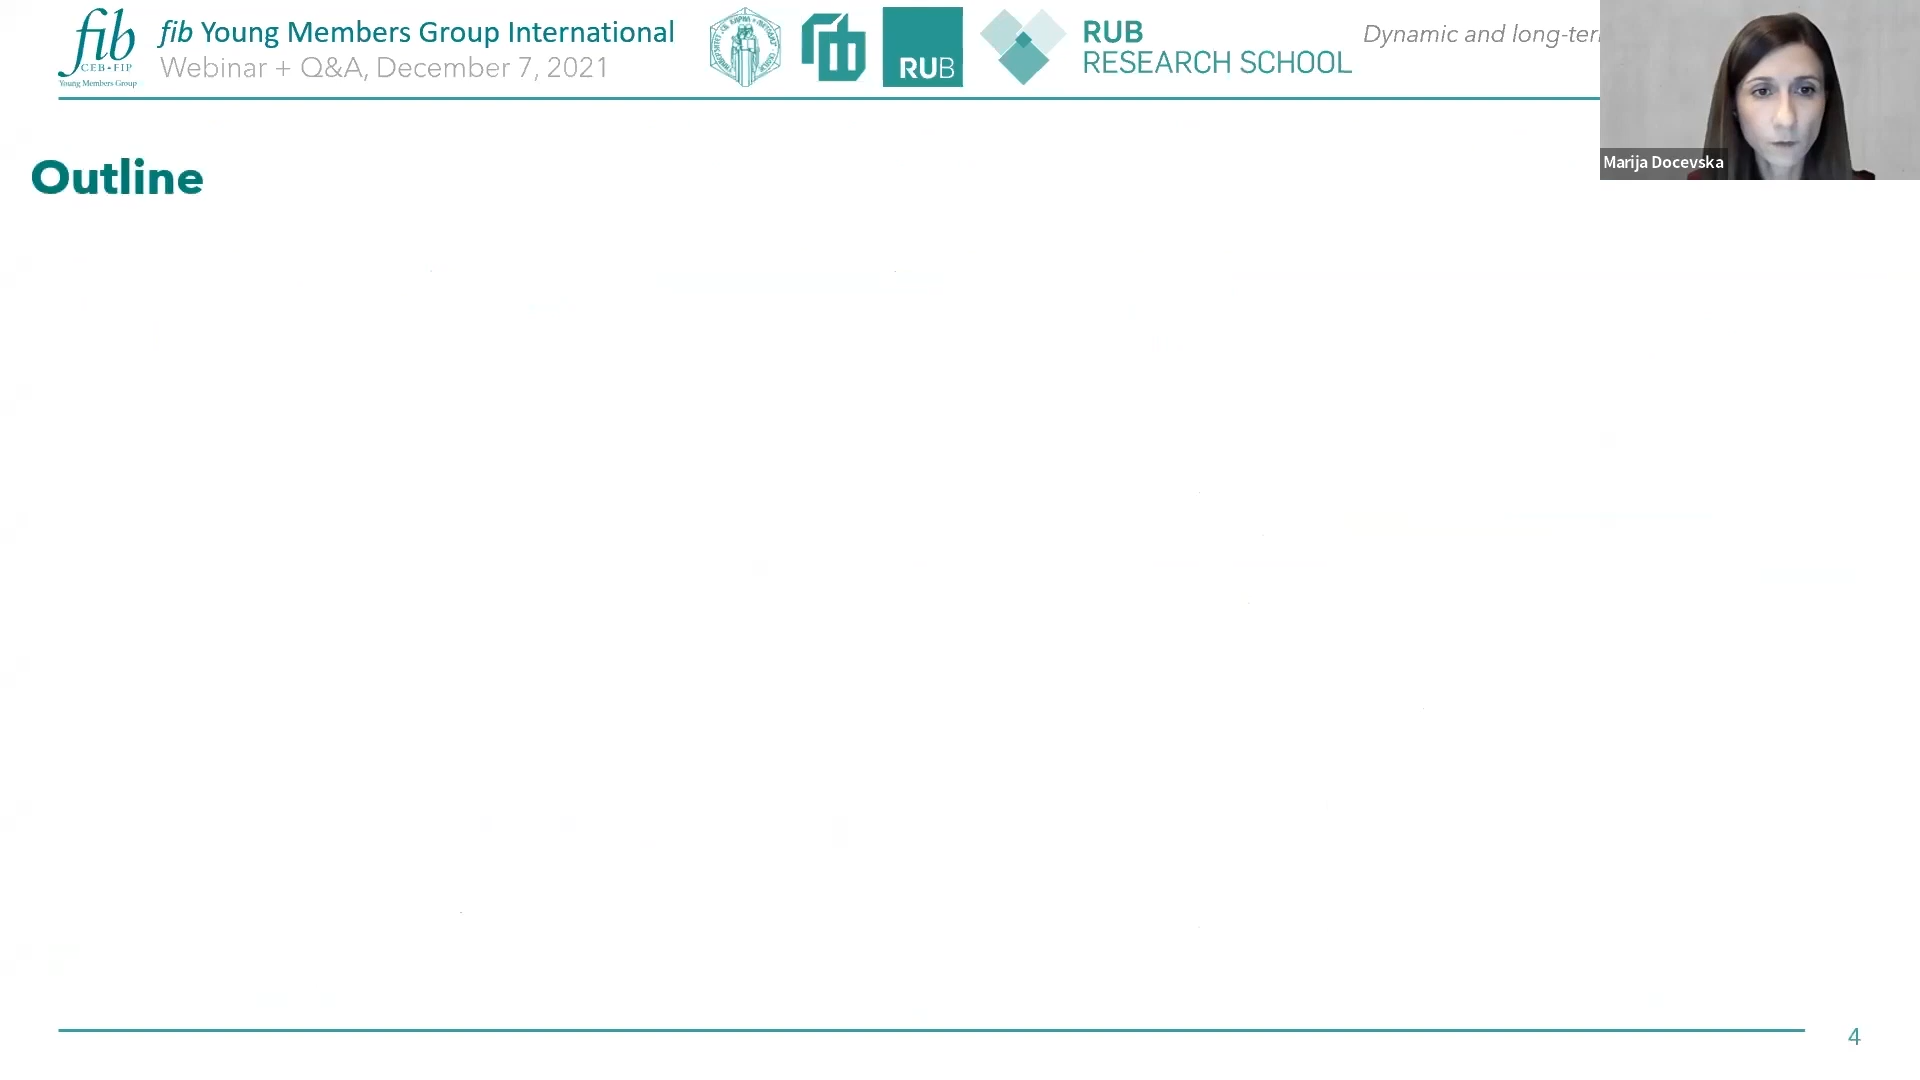 fib
CEB-FIP
Young Members Group
fib Young Members Group International
Webinar + Q&A, December 7, 2021
RUB
RUB
RESEARCH SCHOOL
Dynamic and long-ter
Marija Docevska
Outline
4